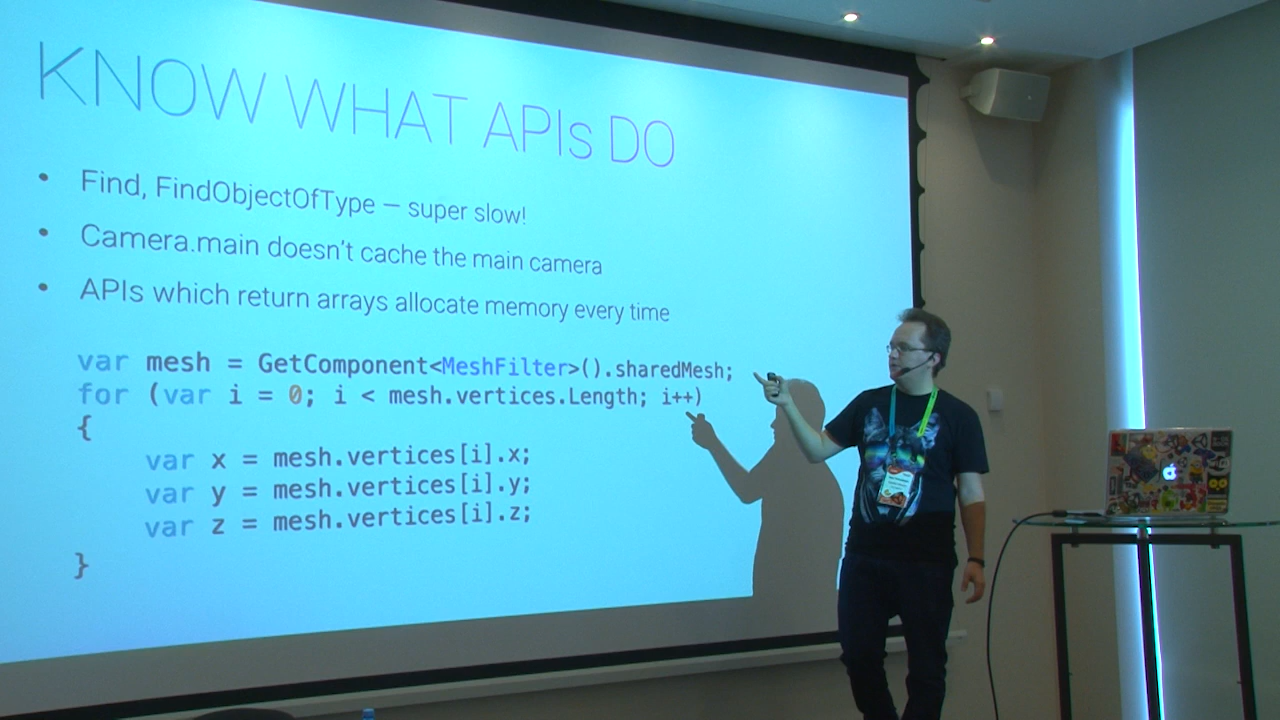 KNOW WHAT APIs DO
• Find, FindObjectOfType – super slow!
• Camera.main doesn't cache the main camera
• APIs which return arrays allocate memory every time
var mesh = GetComponent<MeshFilter>().sharedMesh;
for (var i = 0; i < mesh.vertices.Length; i++)
{
var x = mesh.vertices[i].x;
var y = mesh.vertices[i].y;
var z = mesh.vertices[i].z;
}